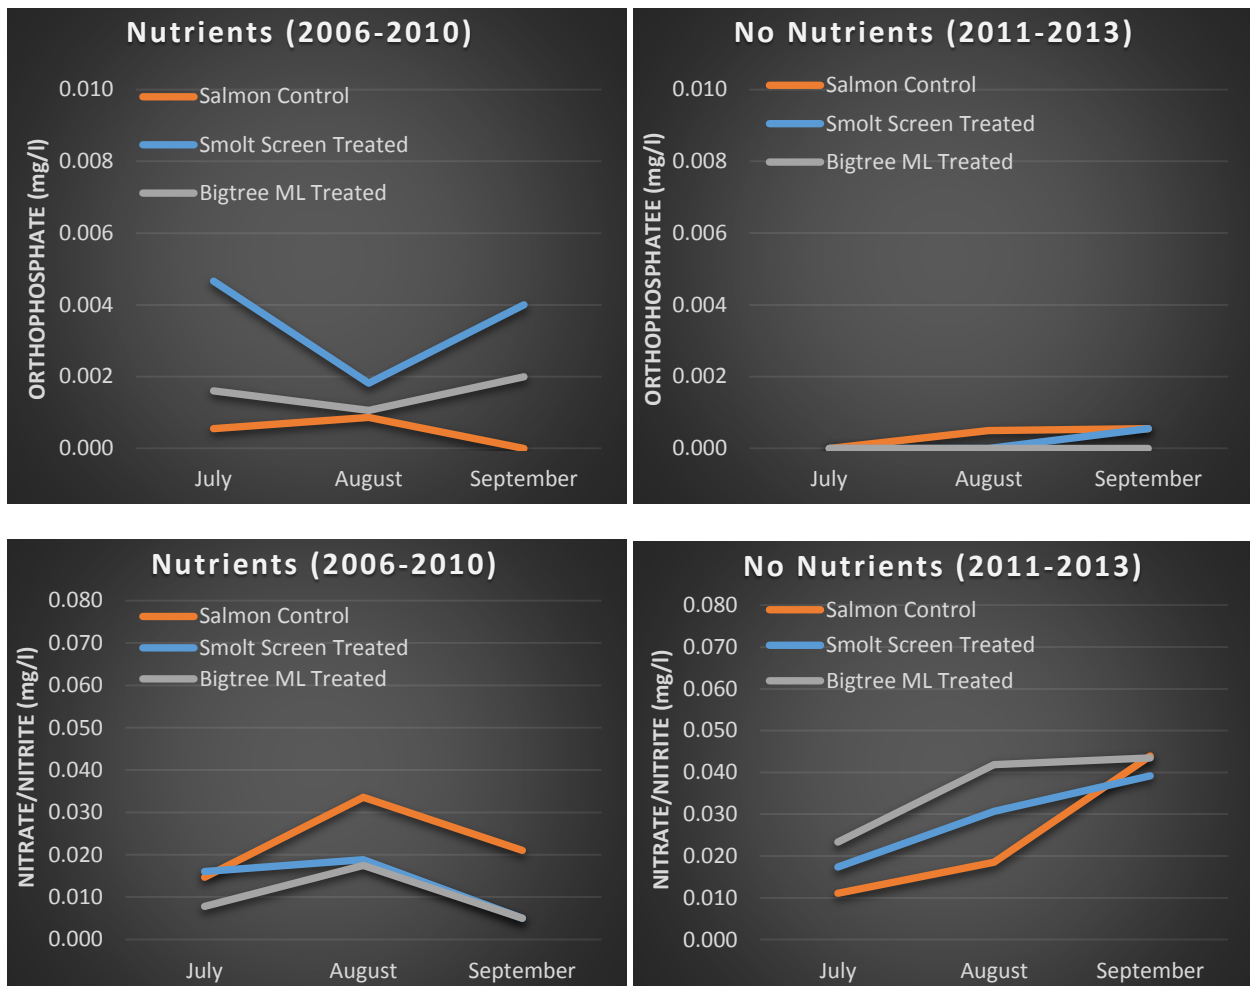 Nutrients (2006-2010)
ORTHOPHOSPHATE (mg/l)
0.010
0.008
0.006
0.004
0.002
0.000
Salmon Control
Smolt Screen Treated
Bigtree ML Treated
July August September
No Nutrients (2011-2013)
ORTHOPHOSPHATEE (mg/l)
0.010
0.008
0.006
0.004
0.002
0.000
Salmon Control
Smolt Screen Treated
Bigtree ML Treated
July August September
Nutrients (2006-2010)
NITRATE/NITRITE (mg/l)
0.080
0.070
0.060
0.050
0.040
0.030
0.020
0.010
0.000
Salmon Control
Smolt Screen Treated
Bigtree ML Treated
July August September
No Nutrients (2011-2013)
NITRATE/NITRITE (mg/l)
0.080
0.070
0.060
0.050
0.040
0.030
0.020
0.010
0.000
Salmon Control
Smolt Screen Treated
Bigtree ML Treated
July August September